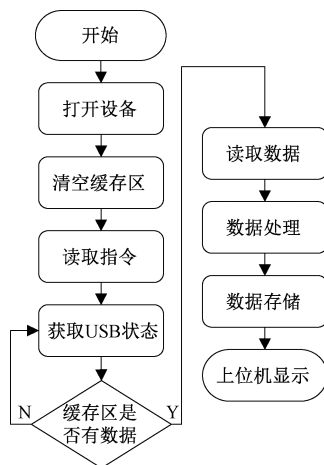 开始
打开设备
清空缓存区
读取指令
获取USB状态
缓存区是
否有数据
N
Y
读取数据
数据处理
数据存储
上位机显示